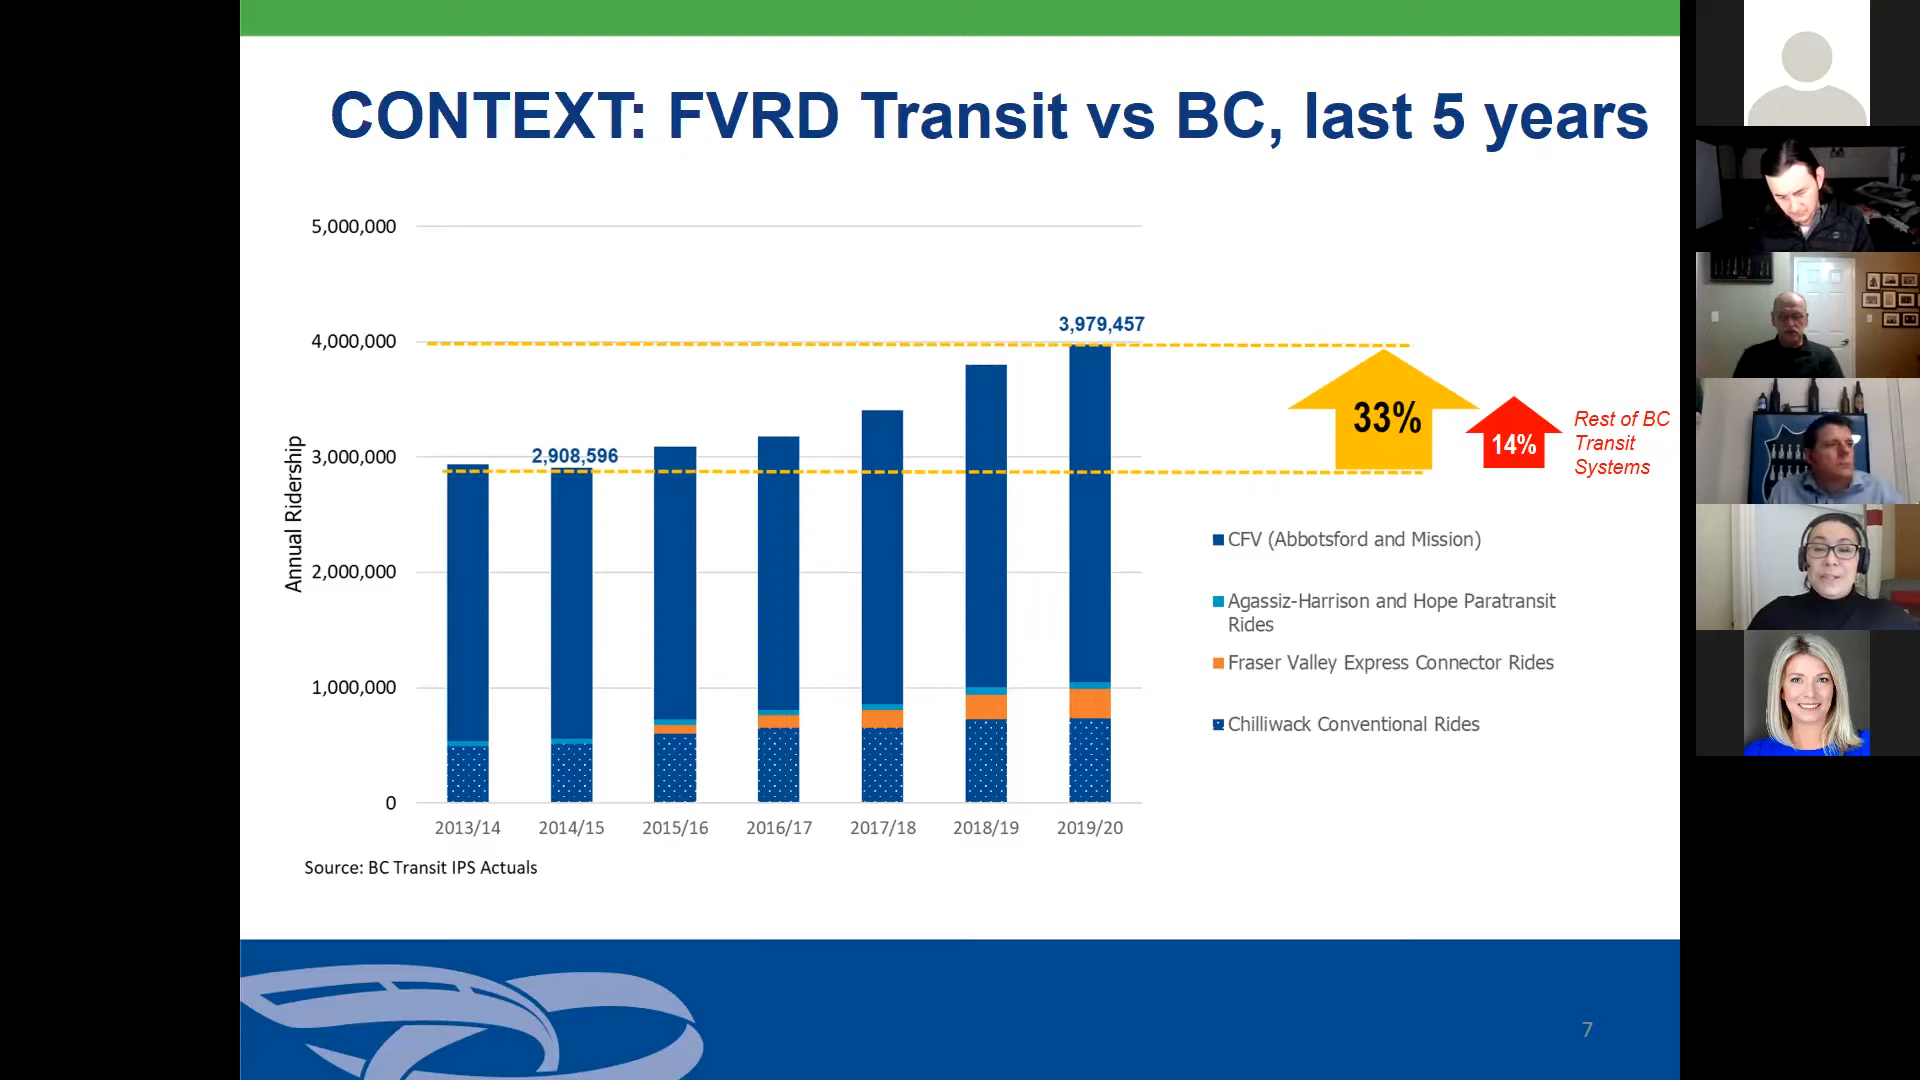 CONTEXT: FVRD Transit vs BC, last 5 years
5,000,000
4,000,000
3,000,000
2,000,000
1,000,000
0
Annual Ridership
2,908,596
3,979,457
33%
14%
Rest of BC
Transit
Systems
CFV (Abbotsford and Mission)
Agassiz-Harrison and Hope Paratransit
Rides
Fraser Valley Express Connector Rides
Chilliwack Conventional Rides
2013/14
2014/15
2015/16
2016/17
2017/18
2018/19
2019/20
Source: BC Transit IPS Actuals
7